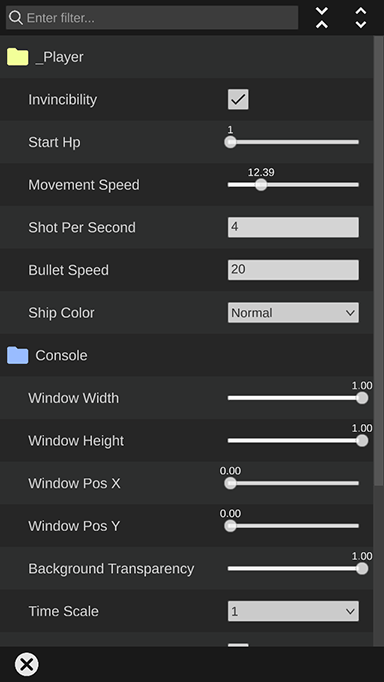 Enter filter...
_Player
Invincibility
Start Hp 1
Movement Speed 12.39
Shot Per Second 4
Bullet Speed 20
Ship Color Normal
Console
Window Width 1.00
Window Height 1.00
Window Pos X 0.00
Window Pos Y 0.00
Background Transparency 1.00
Time Scale 1